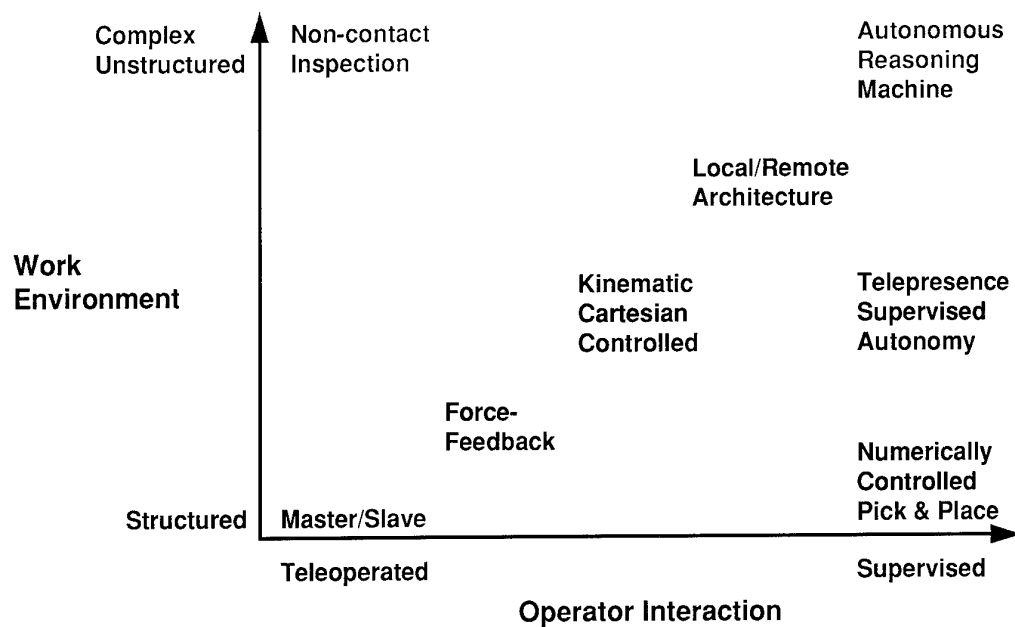 Complex
Unstructured
Non-contact
Inspection
Autonomous
Reasoning
Machine
Local/Remote
Architecture
Work
Environment
Kinematic
Cartesian
Controlled
Telepresence
Supervised
Autonomy
Force-
Feedback
Numerically
Controlled
Pick & Place
Structured
Master/Slave
Teleoperated
Supervised
Operator Interaction